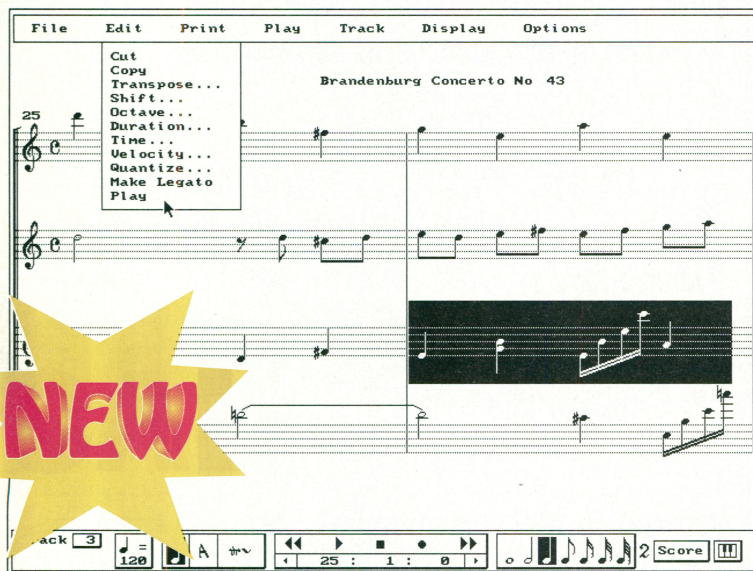 File Edit Print Play Track Display Options
Cut
Copy
Transpose...
Shift...
Octave...
Duration...
Time...
Velocity...
Quantize...
Make Legato
Play
Brandenburg Concerto No 43
25
NEW
rack 3
= 120
A
25 : 1 : 0
2 Score